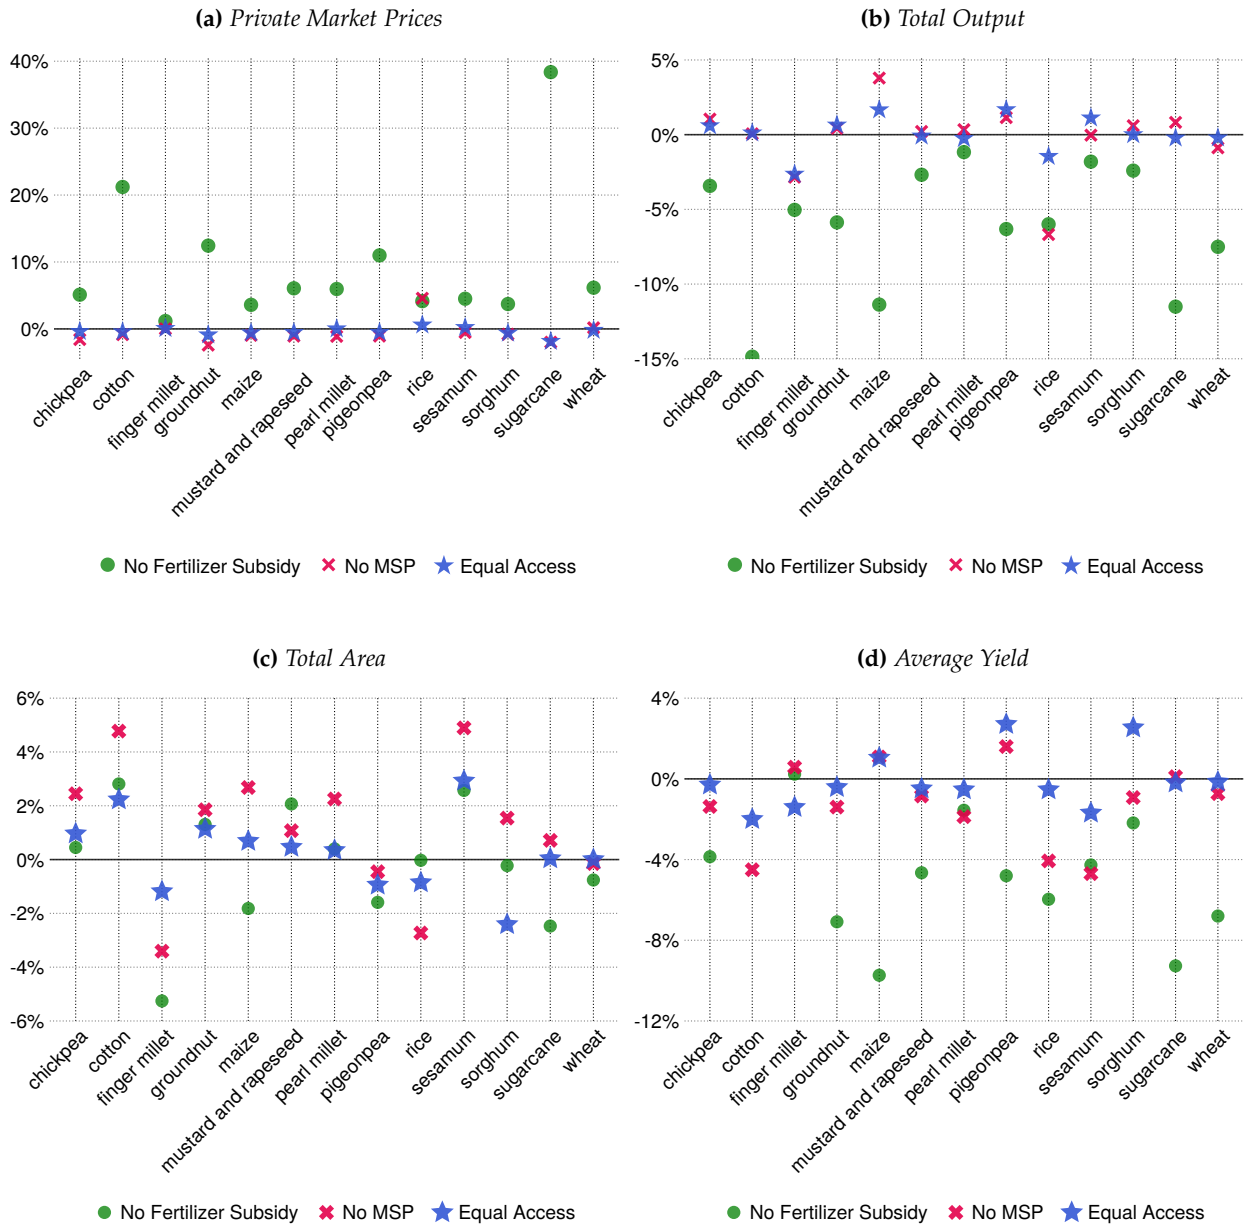 (a) Private Market Prices
40%
30%
20%
10%
0%
chickpea
cotton
finger millet
groundnut
maize
mustard and rapeseed
pearl millet
pigeonpea
rice
sesamum
sorghum
sugarcane
wheat
No Fertilizer Subsidy No MSP Equal Access
(b) Total Output
5%
0%
-5%
-10%
-15%
chickpea
cotton
finger millet
groundnut
maize
mustard and rapeseed
pearl millet
pigeonpea
rice
sesamum
sorghum
sugarcane
wheat
No Fertilizer Subsidy No MSP Equal Access
(c) Total Area
6%
4%
2%
0%
-2%
-4%
-6%
chickpea
cotton
finger millet
groundnut
maize
mustard and rapeseed
pearl millet
pigeonpea
rice
sesamum
sorghum
sugarcane
wheat
No Fertilizer Subsidy No MSP Equal Access
(d) Average Yield
4%
0%
-4%
-8%
-12%
chickpea
cotton
finger millet
groundnut
maize
mustard and rapeseed
pearl millet
pigeonpea
rice
sesamum
sorghum
sugarcane
wheat
No Fertilizer Subsidy No MSP Equal Access